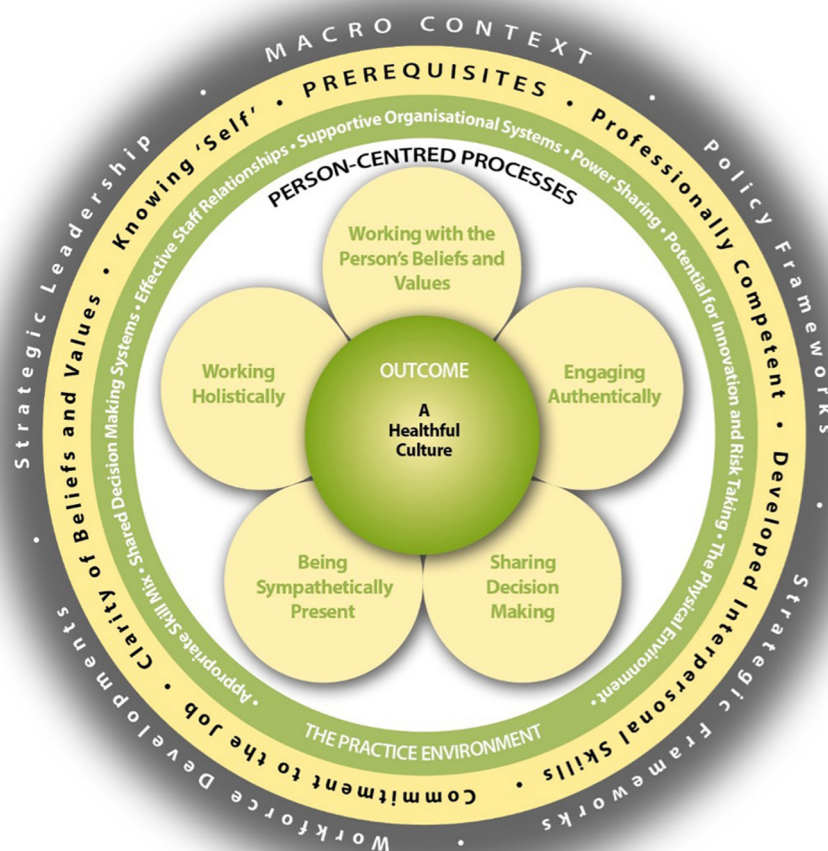 MACRO CONTEXT
•
Policy Frameworks
•
Strategic Frameworks
•
Workforce Developments
•
Strategic Leadership
•
PREREQUISITES • Professionally Competent • Developed Interpersonal Skills • Commitment to the Job • Clarity of Beliefs and Values • Knowing 'Self' •
• Appropriate Skill Mix • Shared Decision Making Systems • Effective Staff Relationships • Supportive Organisational Systems • Power Sharing • Potential for Innovation and Risk Taking • The Physical Environment •
THE PRACTICE ENVIRONMENT
PERSON-CENTRED PROCESSES
Working with the
Person's Beliefs and
Values
Working
Holistically
Engaging
Authentically
OUTCOME
A
Healthful
Culture
Being
Sympathetically
Present
Sharing
Decision
Making